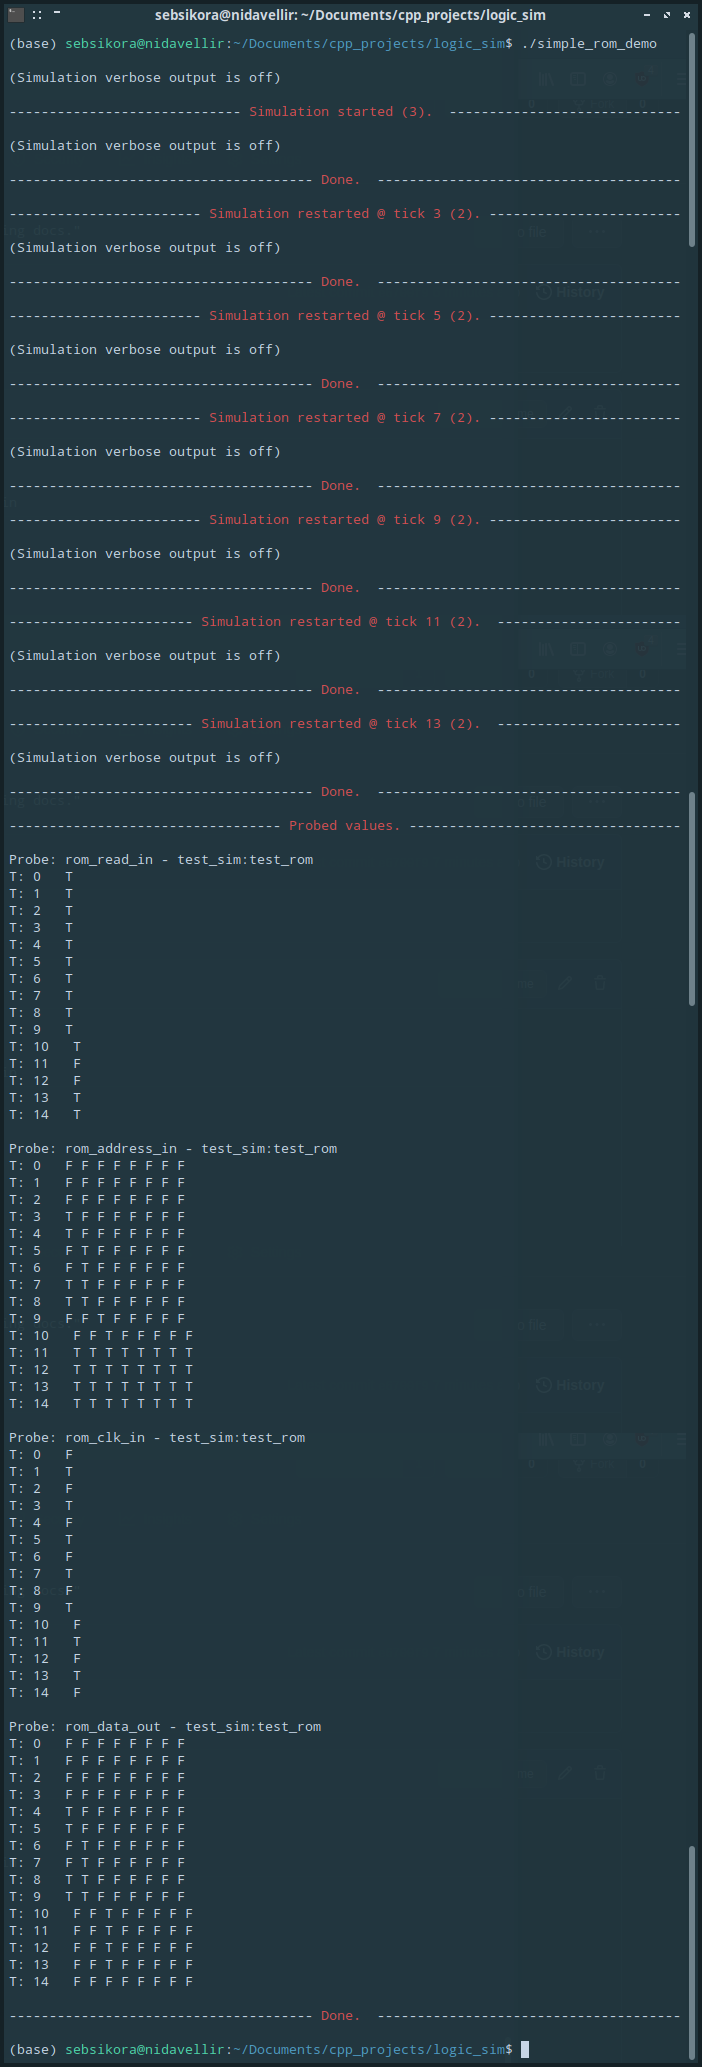 sebsikora@nidavellir: ~/Documents/cpp_projects/logic_sim
(base) sebsikora@nidavellir:~/Documents/cpp_projects/logic_sim$ ./simple_rom_demo
(Simulation verbose output is off)
----------------------------- Simulation started (3).  -----------------------------
(Simulation verbose output is off)
-------------------------------------- Done.  --------------------------------------
------------------------ Simulation restarted @ tick 3 (2). ------------------------
(Simulation verbose output is off)
-------------------------------------- Done.  --------------------------------------
------------------------ Simulation restarted @ tick 5 (2). ------------------------
(Simulation verbose output is off)
-------------------------------------- Done.  --------------------------------------
------------------------ Simulation restarted @ tick 7 (2). ------------------------
(Simulation verbose output is off)
-------------------------------------- Done.  --------------------------------------
------------------------ Simulation restarted @ tick 9 (2). ------------------------
(Simulation verbose output is off)
-------------------------------------- Done.  --------------------------------------
----------------------- Simulation restarted @ tick 11 (2).  -----------------------
(Simulation verbose output is off)
-------------------------------------- Done.  --------------------------------------
----------------------- Simulation restarted @ tick 13 (2).  -----------------------
(Simulation verbose output is off)
-------------------------------------- Done.  --------------------------------------
---------------------------------- Probed values. ----------------------------------
Probe: rom_read_in - test_sim:test_rom
T: 0   T
T: 1   T
T: 2   T
T: 3   T
T: 4   T
T: 5   T
T: 6   T
T: 7   T
T: 8   T
T: 9   T
T: 10   T
T: 11   F
T: 12   F
T: 13   T
T: 14   T
Probe: rom_address_in - test_sim:test_rom
T: 0   F F F F F F F F
T: 1   F F F F F F F F
T: 2   F F F F F F F F
T: 3   T F F F F F F F
T: 4   T F F F F F F F
T: 5   F T F F F F F F
T: 6   F T F F F F F F
T: 7   T T F F F F F F
T: 8   T T F F F F F F
T: 9   F F T F F F F F
T: 10   F F T F F F F F
T: 11   T T T T T T T T
T: 12   T T T T T T T T
T: 13   T T T T T T T T
T: 14   T T T T T T T T
Probe: rom_clk_in - test_sim:test_rom
T: 0   F
T: 1   T
T: 2   F
T: 3   T
T: 4   F
T: 5   T
T: 6   F
T: 7   T
T: 8   F
T: 9   T
T: 10   F
T: 11   T
T: 12   F
T: 13   T
T: 14   F
Probe: rom_data_out - test_sim:test_rom
T: 0   F F F F F F F F
T: 1   F F F F F F F F
T: 2   F F F F F F F F
T: 3   F F F F F F F F
T: 4   T F F F F F F F
T: 5   T F F F F F F F
T: 6   F T F F F F F F
T: 7   F T F F F F F F
T: 8   T T F F F F F F
T: 9   T T F F F F F F
T: 10   F F T F F F F F
T: 11   F F T F F F F F
T: 12   F F T F F F F F
T: 13   F F T F F F F F
T: 14   F F F F F F F F
-------------------------------------- Done.  --------------------------------------
(base) sebsikora@nidavellir:~/Documents/cpp_projects/logic_sim$